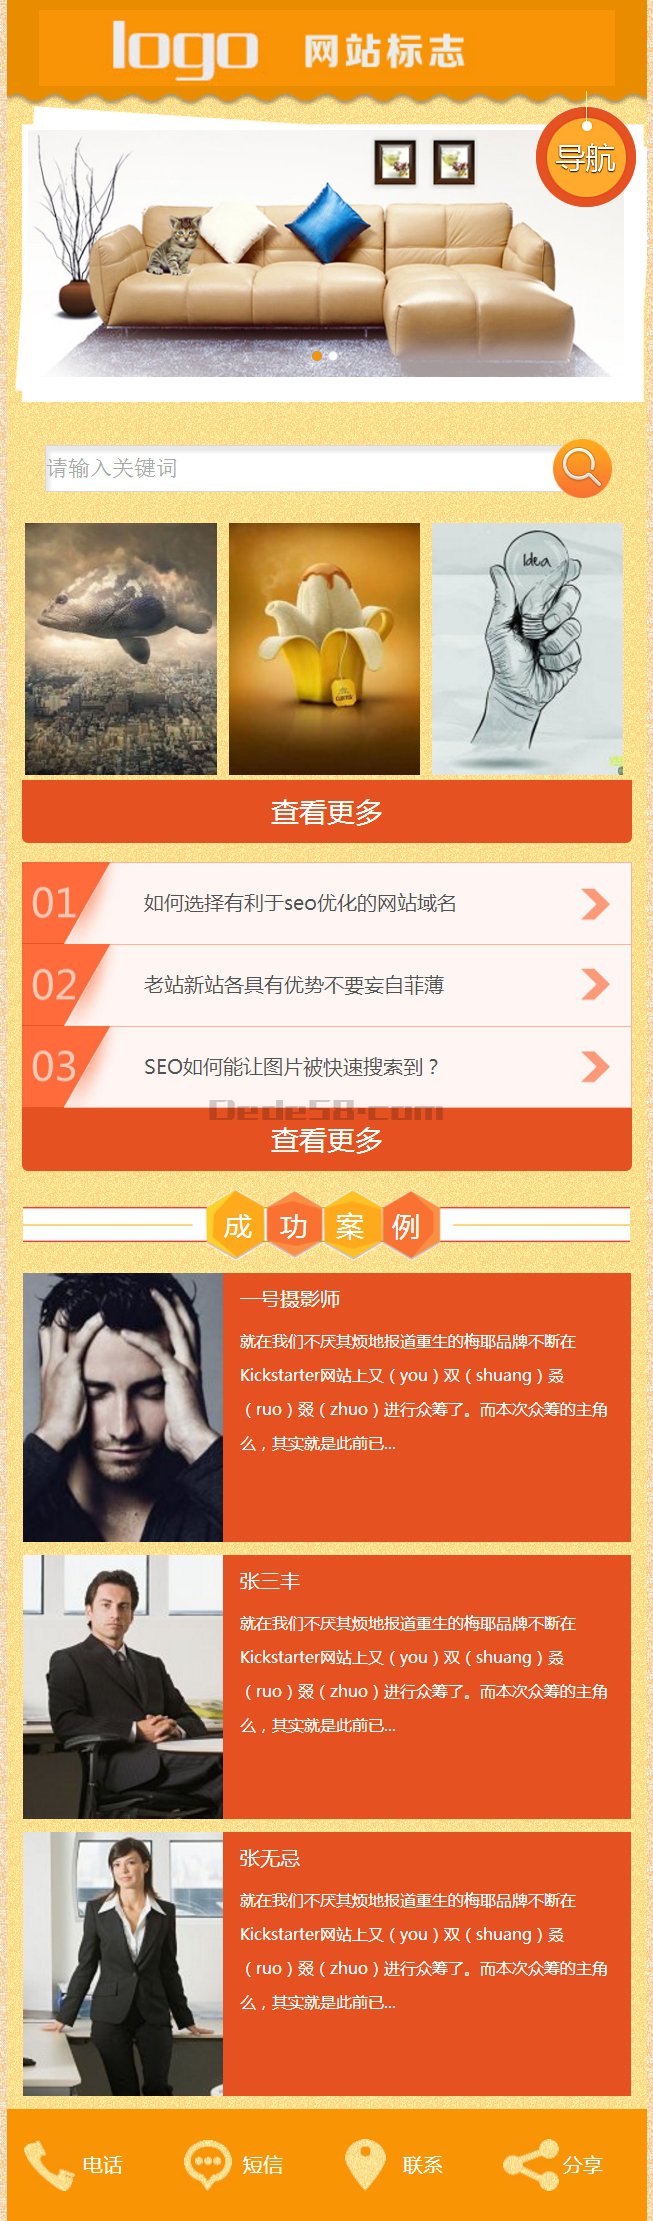 logo 网站标志
导航
请输入关键词
Idea
查看更多
01 如何选择有利于seo优化的网站域名
02 老站新站各具有优势不要妄自菲薄
03 SEO如何能让图片被快速搜索到？
Dede58.com
查看更多
成功案例
一号摄影师
就在我们不厌其烦地报道重生的梅耶品牌不断在
Kickstarter网站上又（you）双（shuang）叒
（ruo）叕（zhuo）进行众筹了。而本次众筹的主角
么，其实就是此前已...
张三丰
就在我们不厌其烦地报道重生的梅耶品牌不断在
Kickstarter网站上又（you）双（shuang）叒
（ruo）叕（zhuo）进行众筹了。而本次众筹的主角
么，其实就是此前已...
张无忌
就在我们不厌其烦地报道重生的梅耶品牌不断在
Kickstarter网站上又（you）双（shuang）叒
（ruo）叕（zhuo）进行众筹了。而本次众筹的主角
么，其实就是此前已...
电话 短信 联系 分享